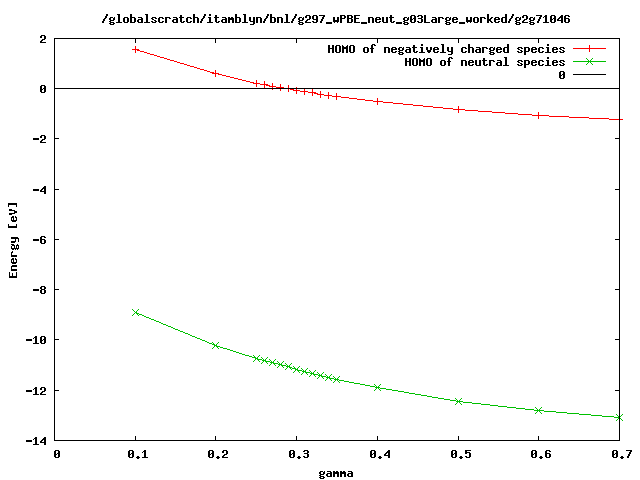 /globalscratch/itamblyn/bnl/g297_wPBE_neut_g03Large_worked/g2g71046
HOMO of negatively charged species
HOMO of neutral species
0
2
0
-2
-4
-6
-8
-10
-12
-14
Energy [eV]
0 0.1 0.2 0.3 0.4 0.5 0.6 0.7
gamma